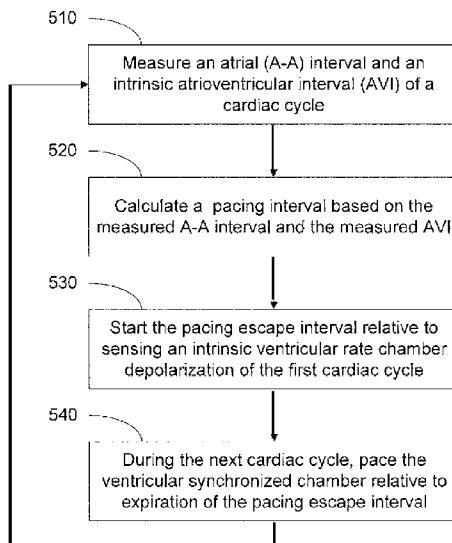 510
Measure an atrial (A-A) interval and an
intrinsic atrioventricular interval (AVI) of a
cardiac cycle
520
Calculate a pacing interval based on the
measured A-A interval and the measured AVI
530
Start the pacing escape interval relative to
sensing an intrinsic ventricular rate chamber
depolarization of the first cardiac cycle
540
During the next cardiac cycle, pace the
ventricular synchronized chamber relative to
expiration of the pacing escape interval